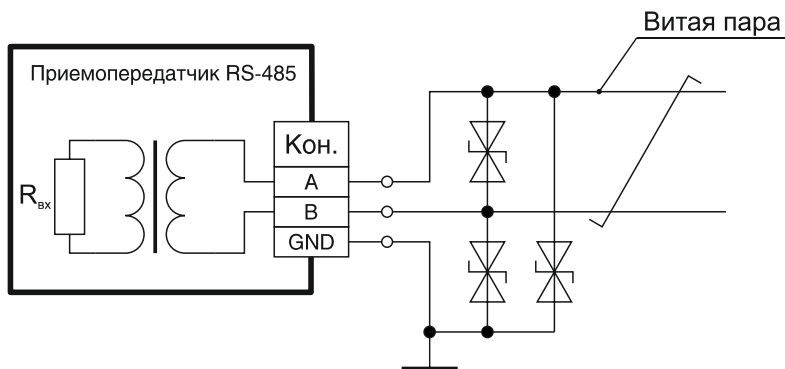 Витая пара
Приемопередатчик RS-485
Кон.
A
B
GND
Rвх